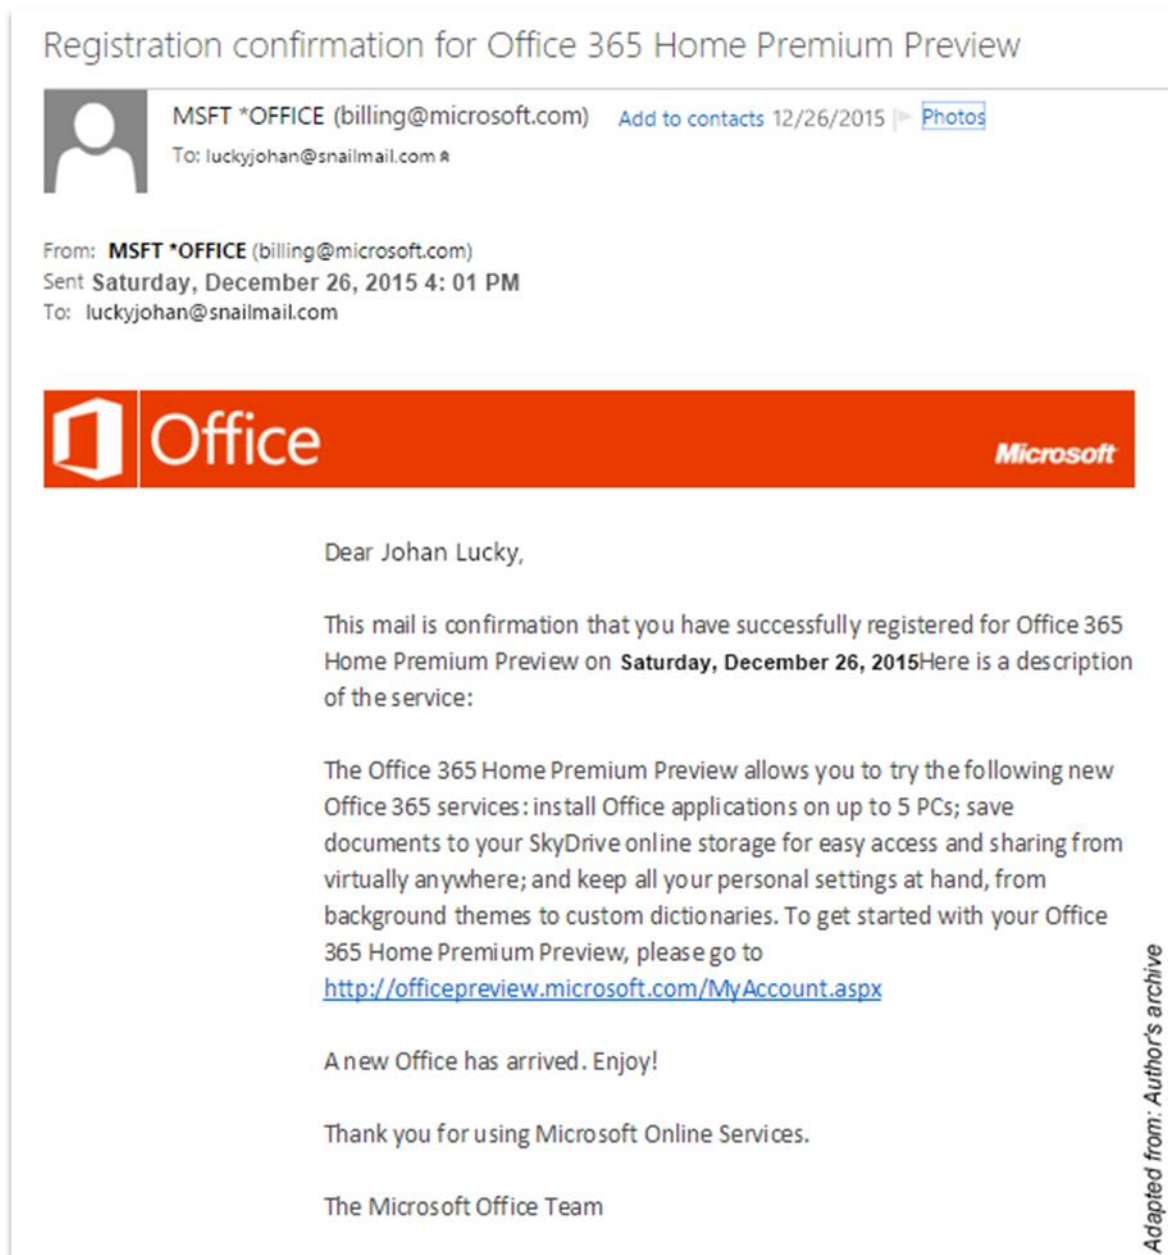 Registration confirmation for Office 365 Home Premium Preview
MSFT *OFFICE (billing@microsoft.com) Add to contacts 12/26/2015 Photos
To: luckyjohan@snailmail.com
From: MSFT *OFFICE (billing@microsoft.com)
Sent Saturday, December 26, 2015 4: 01 PM
To: luckyjohan@snailmail.com
Office Microsoft
Dear Johan Lucky,
This mail is confirmation that you have successfully registered for Office 365
Home Premium Preview on Saturday, December 26, 2015Here is a description
of the service:
The Office 365 Home Premium Preview allows you to try the following new
Office 365 services: install Office applications on up to 5 PCs; save
documents to your SkyDrive online storage for easy access and sharing from
virtually anywhere; and keep all your personal settings at hand, from
background themes to custom dictionaries. To get started with your Office
365 Home Premium Preview, please go to
http://officepreview.microsoft.com/MyAccount.aspx
A new Office has arrived. Enjoy!
Thank you for using Microsoft Online Services.
The Microsoft Office Team
Adapted from: Author's archive